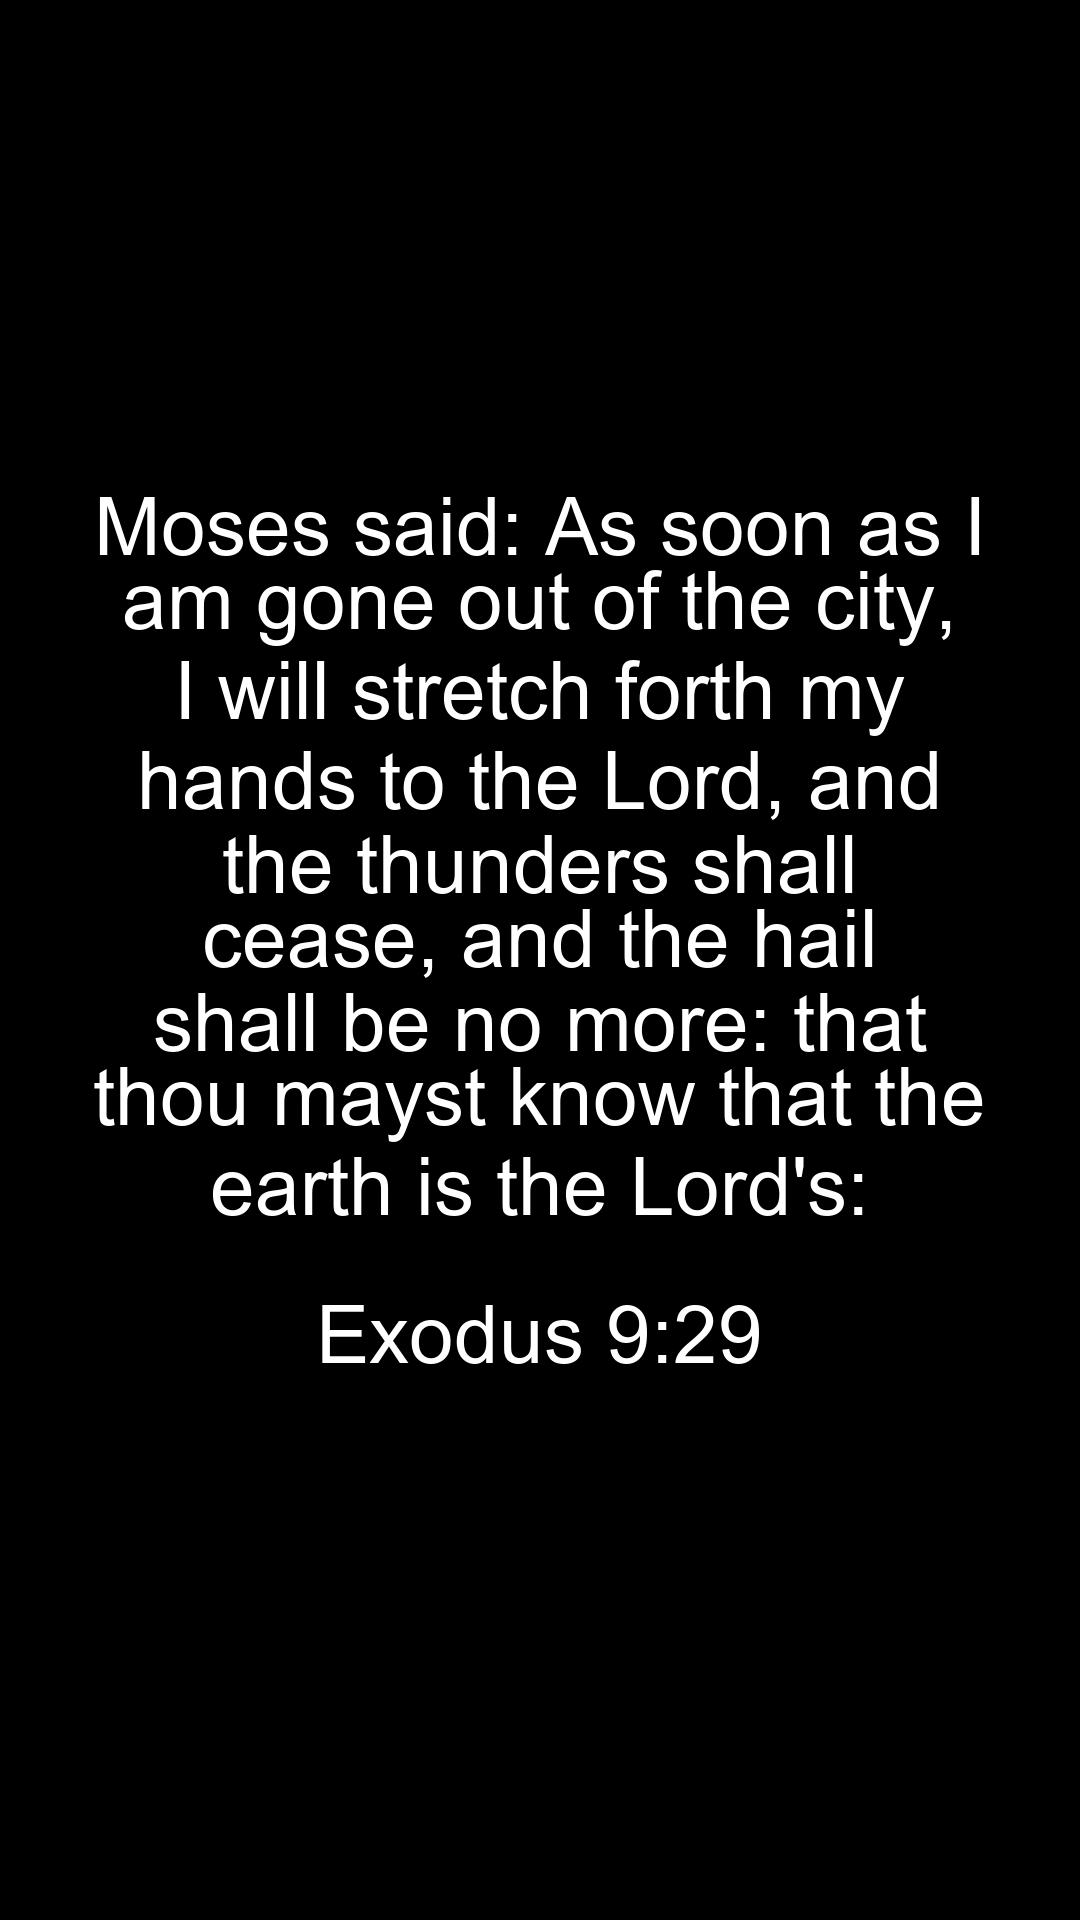 Moses said: As soon as I
am gone out of the city,
I will stretch forth my
hands to the Lord, and
the thunders shall
cease, and the hail
shall be no more: that
thou mayst know that the
earth is the Lord's:
Exodus 9:29